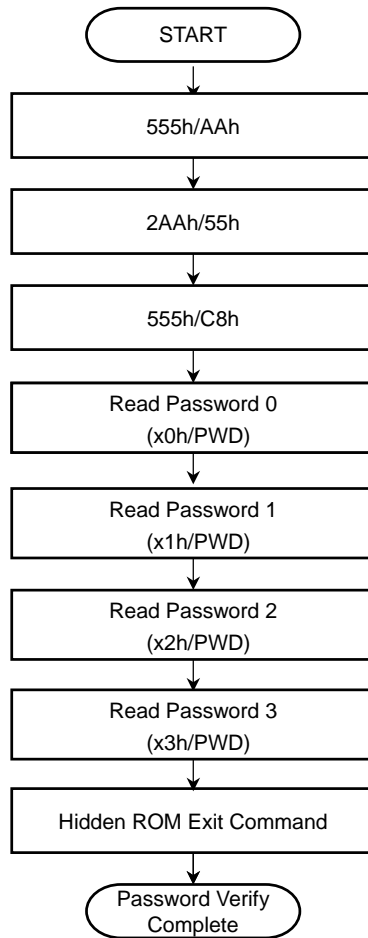 START
555h/AAh
2AAh/55h
555h/C8h
Read Password 0
(x0h/PWD)
Read Password 1
(x1h/PWD)
Read Password 2
(x2h/PWD)
Read Password 3
(x3h/PWD)
Hidden ROM Exit Command
Password Verify
Complete